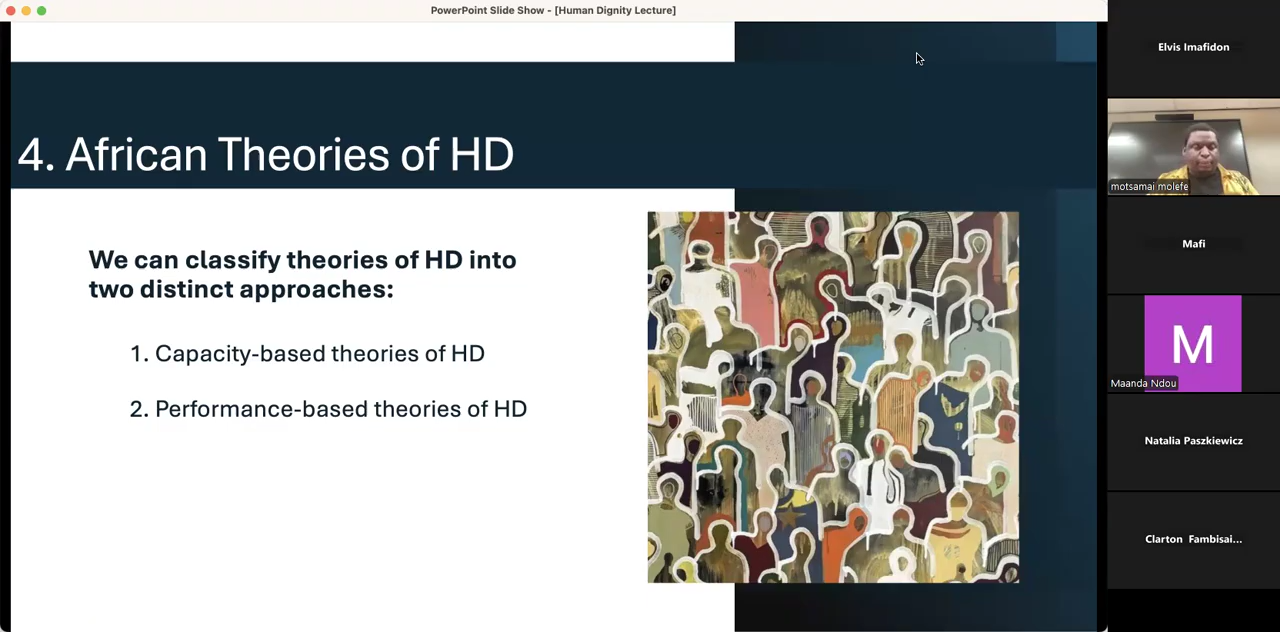 PowerPoint Slide Show - [Human Dignity Lecture]
4. African Theories of HD
We can classify theories of HD into
two distinct approaches:
1. Capacity-based theories of HD
2. Performance-based theories of HD
Elvis Imafidon
motsamai molefe
Mafi
M
Maanda Ndou
Natalia Paszkiewicz
Clarton Fambisai...